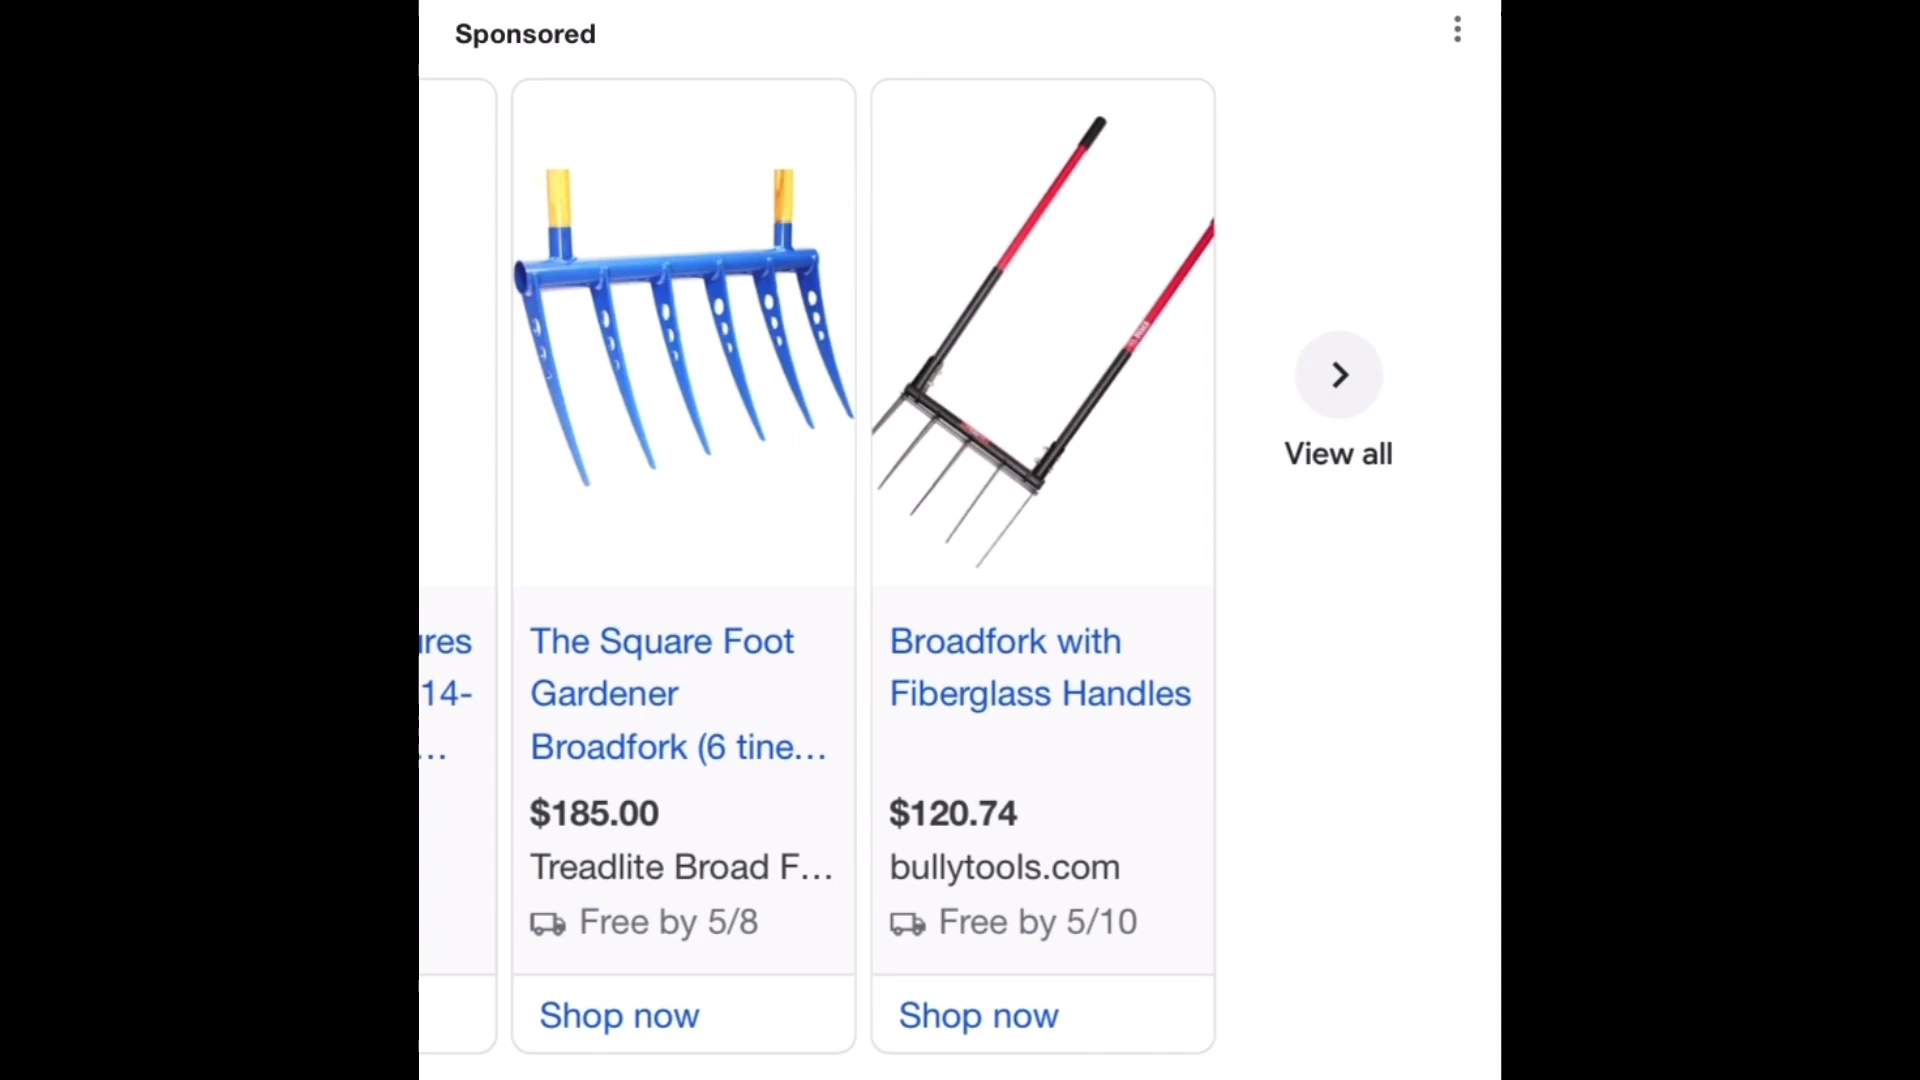 Sponsored
14-
...
The Square Foot
Gardener
Broadfork (6 tine...
$185.00
Treadlite Broad F...
Free by 5/8
Shop now
Broadfork with
Fiberglass Handles
$120.74
bullytools.com
Free by 5/10
Shop now
View all